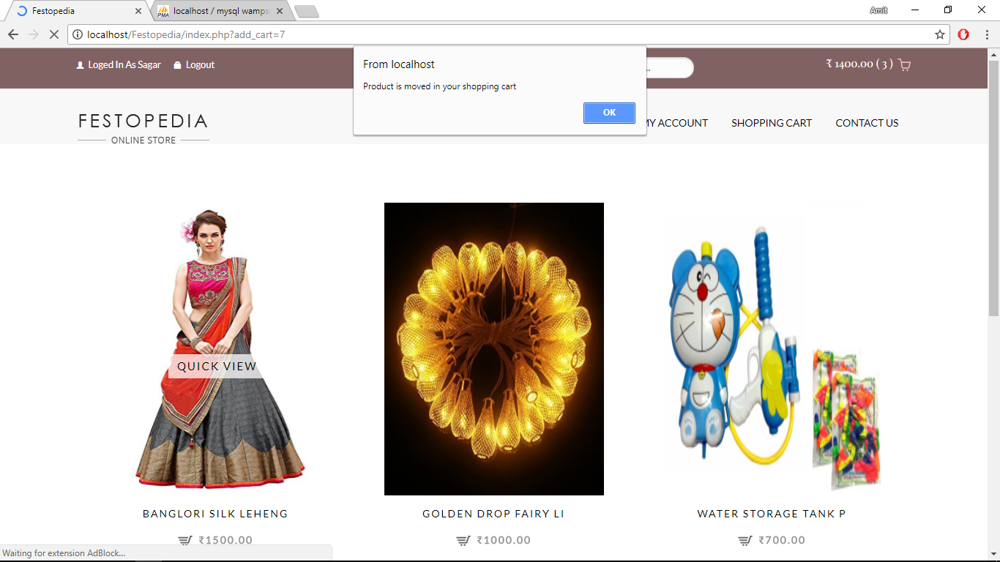 Festopedia
PMA localhost / mysql wamps
Amit
localhost/Festopedia/index.php?add_cart=7
Loged In As Sagar Logout
..
₹ 1400.00 ( 3 )
From localhost
Product is moved in your shopping cart
OK
FESTOPEDIA
ONLINE STORE
MY ACCOUNT SHOPPING CART CONTACT US
QUICK VIEW
BANGLORI SILK LEHENG
GOLDEN DROP FAIRY LI
WATER STORAGE TANK P
₹1500.00
₹1000.00
₹700.00
Waiting for extension AdBlock...